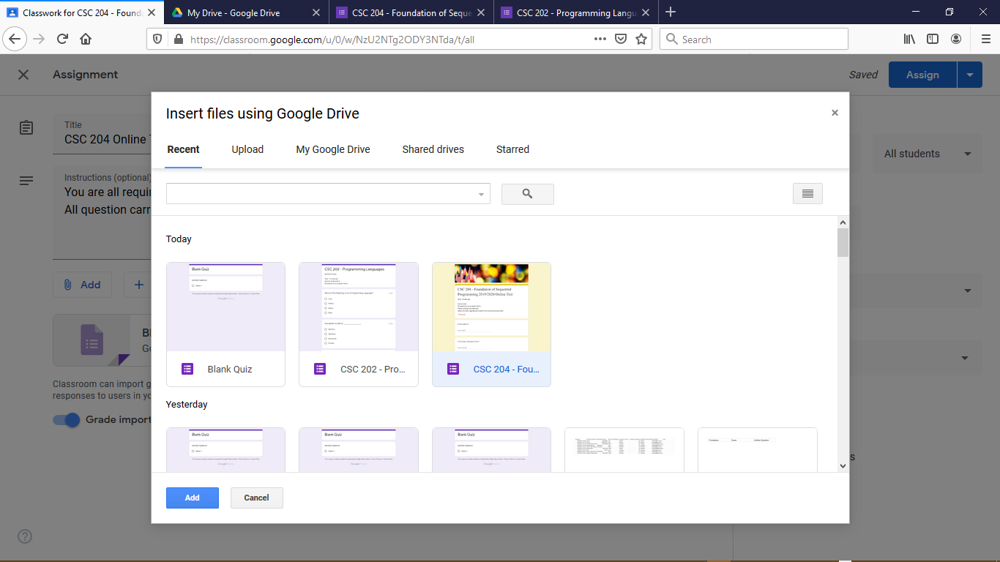 Classwork for CSC 204 - Found
My Drive - Google Drive
CSC 204 - Foundation of Seque
CSC 202 - Programming Langu
https://classroom.google.com/u/0/w/NzU2NTg2ODY3NTda/t/all
Search
Assignment
Saved
Assign
Title
CSC 204 Online T
All students
Instructions (optional)
You are all requir
All question carr
Add
Bl
Go
Classroom can import g
responses to users in yo
Grade import
Insert files using Google Drive
Recent
Upload
My Google Drive
Shared drives
Starred
Today
Blank Quiz
Blank Quiz
CSC 202 - Programming Languages
CSC 202 - Pro...
CSC 204 - Foundation of Sequential
Programming 2019/2020 Online Test
CSC 204 - Fou...
Yesterday
Blank Quiz
Blank Quiz
Blank Quiz
s
Add
Cancel